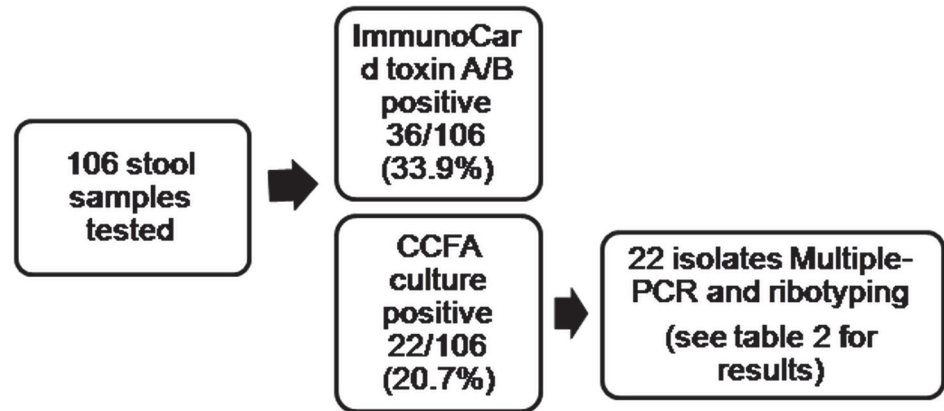 106 stool
samples
tested
ImmunoCar
d toxin A/B
positive
36/106
(33.9%)
CCFA
culture
positive
22/106
(20.7%)
22 isolates Multiple-
PCR and ribotyping
(see table 2 for
results)